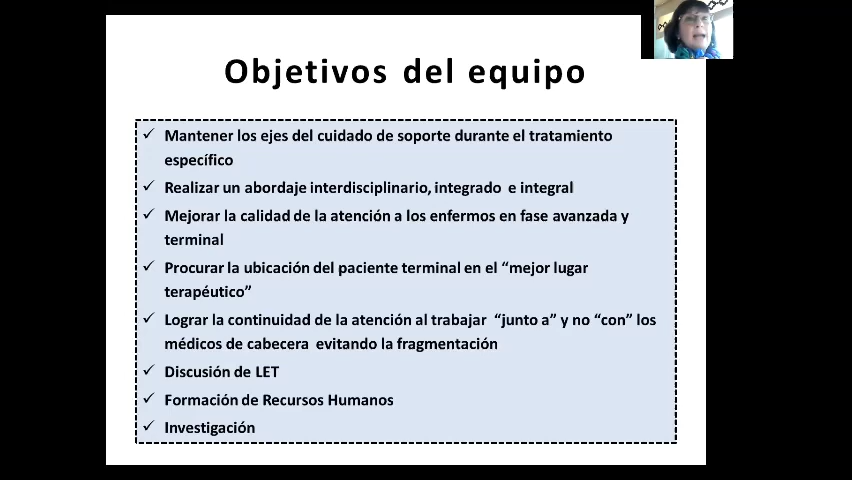 Objetivos del equipo
✓ Mantener los ejes del cuidado de soporte durante el tratamiento
específico
✓ Realizar un abordaje interdisciplinario, integrado e integral
✓ Mejorar la calidad de la atención a los enfermos en fase avanzada y
terminal
✓ Procurar la ubicación del paciente terminal en el “mejor lugar
terapéutico”
✓ Lograr la continuidad de la atención al trabajar “junto a” y no “con” los
médicos de cabecera evitando la fragmentación
✓ Discusión de LET
✓ Formación de Recursos Humanos
✓ Investigación